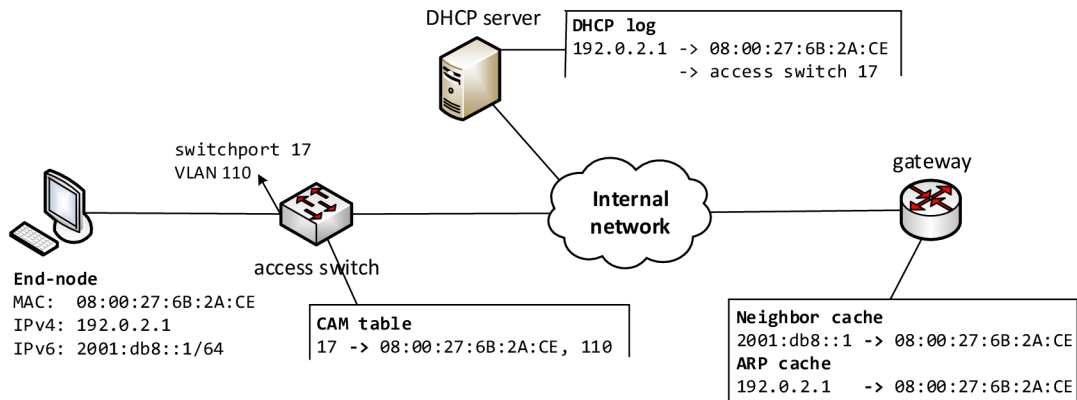 DHCP server
DHCP log
192.0.2.1 -> 08:00:27:6B:2A:CE
-> access switch 17
switchport 17
VLAN 110
gateway
Internal
network
access switch
End-node
MAC: 08:00:27:6B:2A:CE
IPv4: 192.0.2.1
IPv6: 2001:db8::1/64
CAM table
17 -> 08:00:27:6B:2A:CE, 110
Neighbor cache
2001:db8::1 -> 08:00:27:6B:2A:CE
ARP cache
192.0.2.1 -> 08:00:27:6B:2A:CE